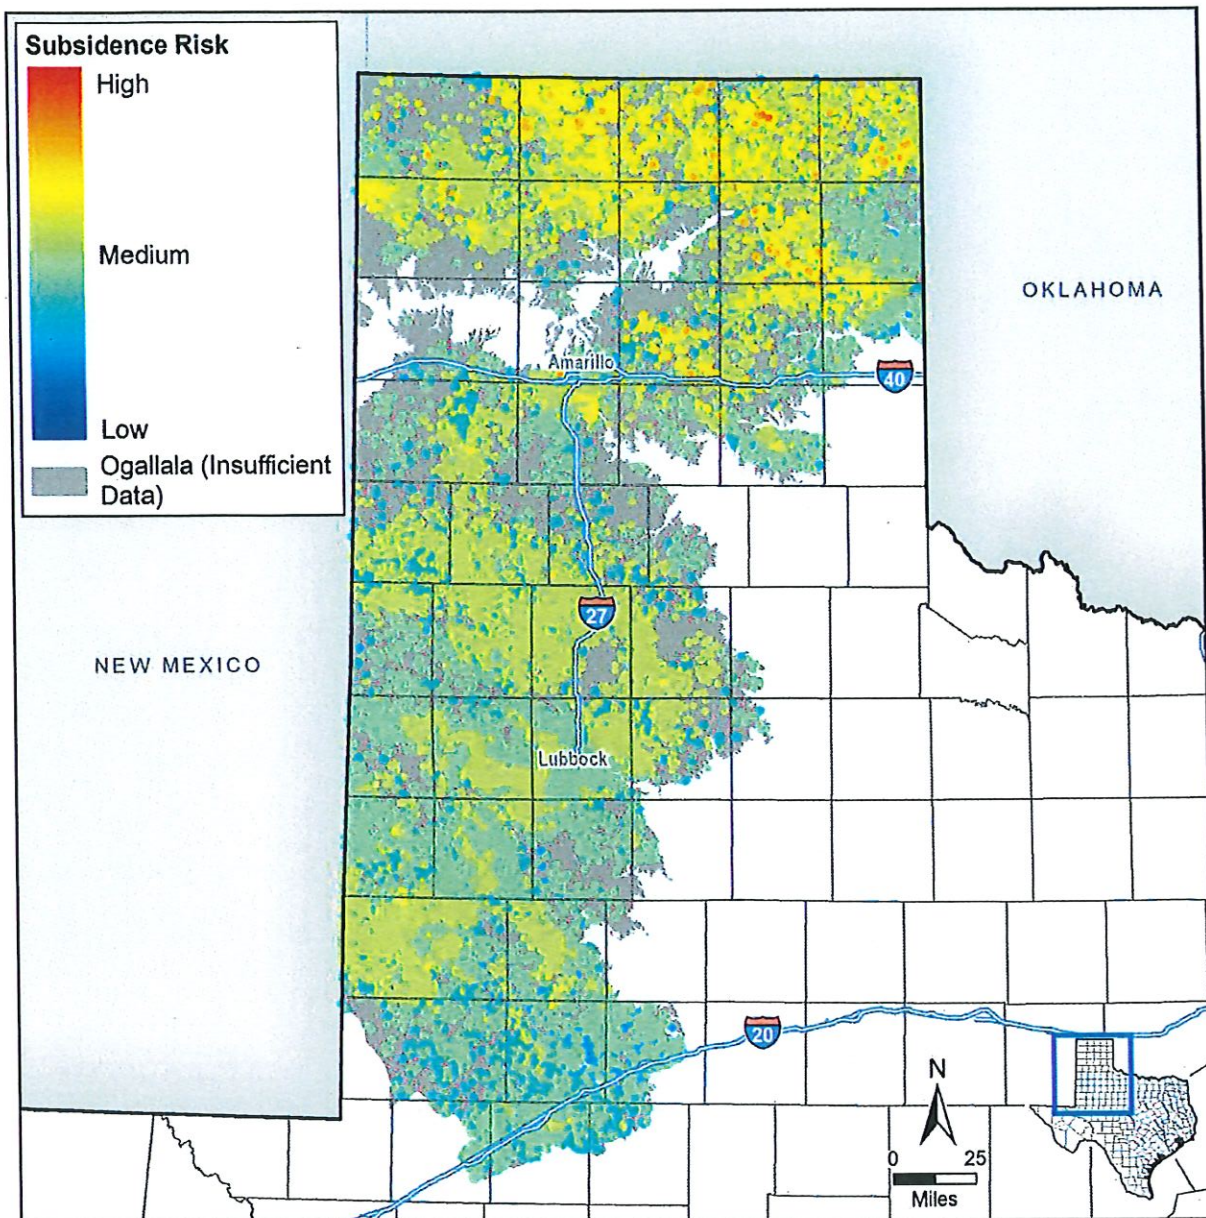 Subsidence Risk
High
Medium
Low
Ogallala (Insufficient
Data)
OKLAHOMA
Amarillo
40
27
NEW MEXICO
Lubbock
20
N
0 25
Miles